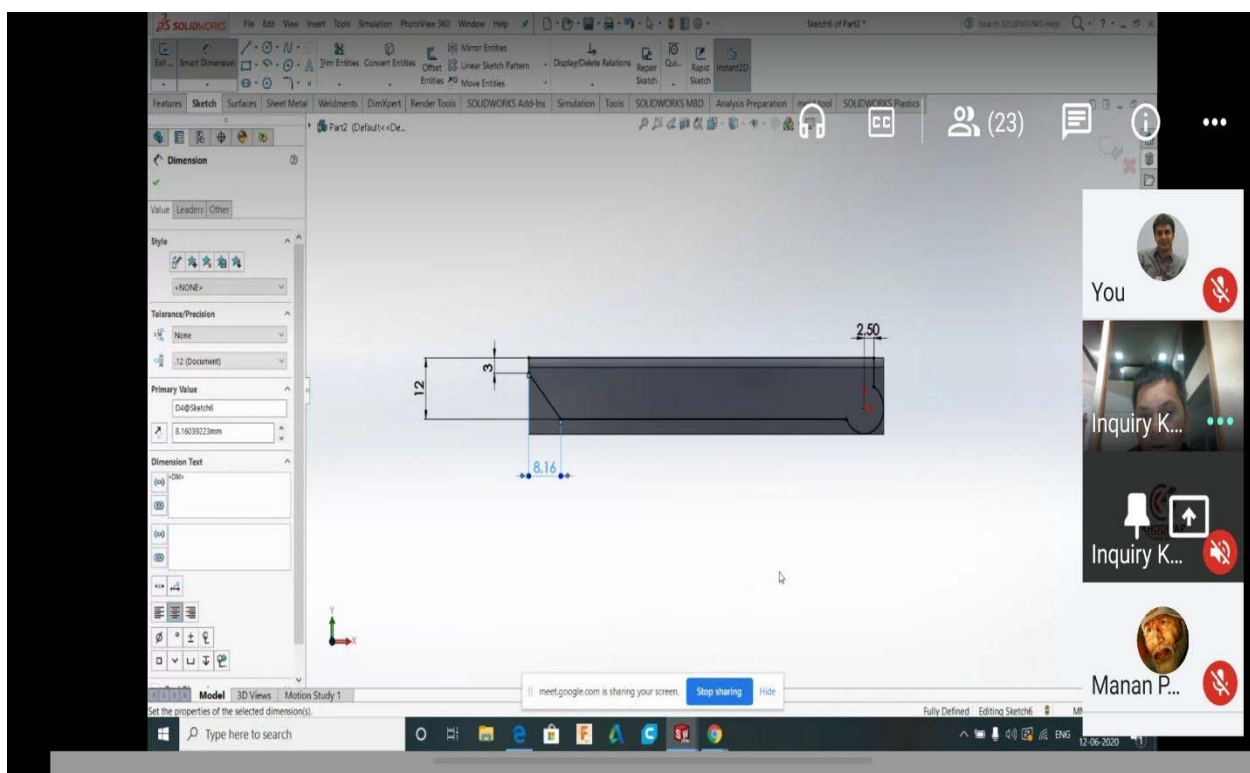 SOLIDWORKS File Edit View Insert Tools Simulation PhotoView 360 Window Help
Sketch6 of Part2 *
Search SOLIDWORKS Help
Exit ... Smart Dimension
Trim Entities Convert Entities Offset Entities
Mirror Entities
Linear Sketch Pattern
Move Entities
Display/Delete Relations Repair Sketch Qui... Rapid Sketch Instant2D
Features Sketch Surfaces Sheet Metal Weldments DimXpert Render Tools SOLIDWORKS Add-Ins Simulation Tools SOLIDWORKS MBD Analysis Preparation SOLIDWORKS Plastics
Part2 (Default<<De...
CC
(23)
Dimension
Value Leaders Other
Style
<NONE>
Tolerance/Precision
None
.12 (Document)
Primary Value
D4@Sketch6
8.16039223mm
Dimension Text
<DIM>
2.50
3
12
8.16
Y
X
You
Inquiry K...
Inquiry K...
Manan P...
meet.google.com is sharing your screen. Stop sharing Hide
Model 3D Views Motion Study 1
Set the properties of the selected dimension(s).
Fully Defined Editing Sketch6
Type here to search
ENG
12-06-2020